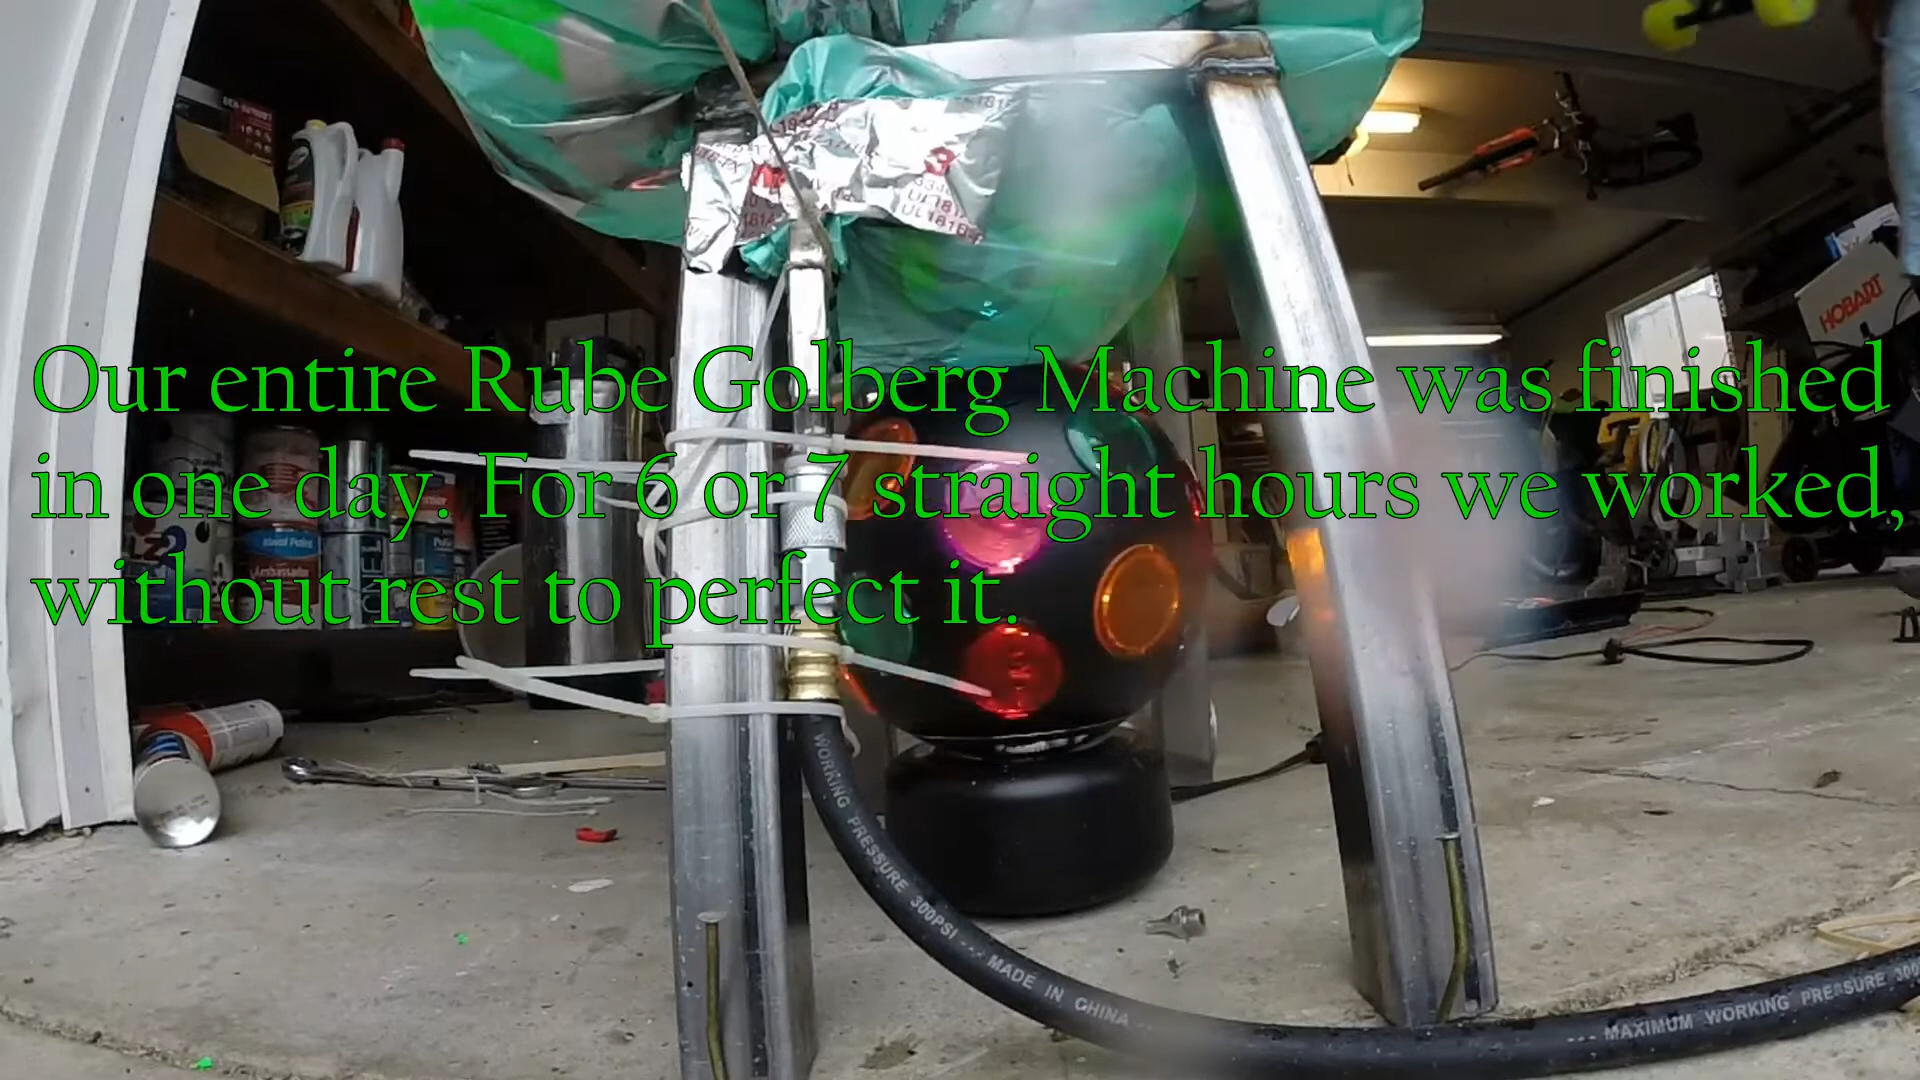 Our entire Rube Golberg Machine was finished
in one day. For 6 or 7 straight hours we worked,
without rest to perfect it.
HOBART
WORKING PRESSURE 300PSI --- MADE IN CHINA
--- MAXIMUM WORKING PRESSURE 300